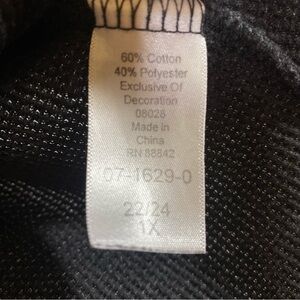 60% Cotton
40% Polyester
Exclusive Of
Decoration
08028
Made in
China
RN 88842
07-1629-0
22/24
1X